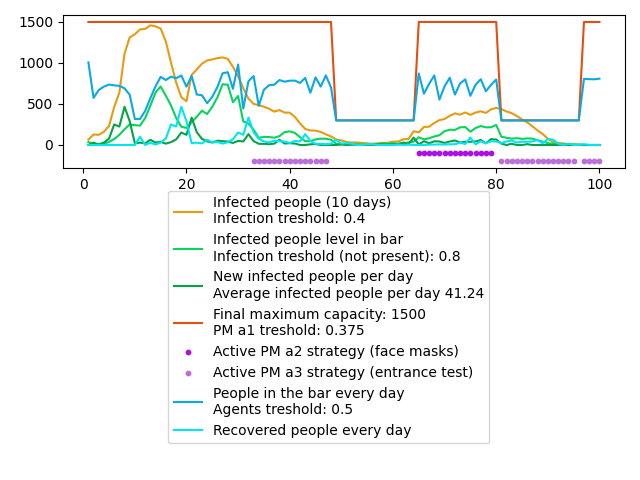 1500
1000
500
0
0
20
40
60
80
100
Infected people (10 days)
Infection treshold: 0.4
Infected people level in bar
Infection treshold (not present): 0.8
New infected people per day
Average infected people per day 41.24
Final maximum capacity: 1500
PM a1 treshold: 0.375
Active PM a2 strategy (face masks)
Active PM a3 strategy (entrance test)
People in the bar every day
Agents treshold: 0.5
Recovered people every day